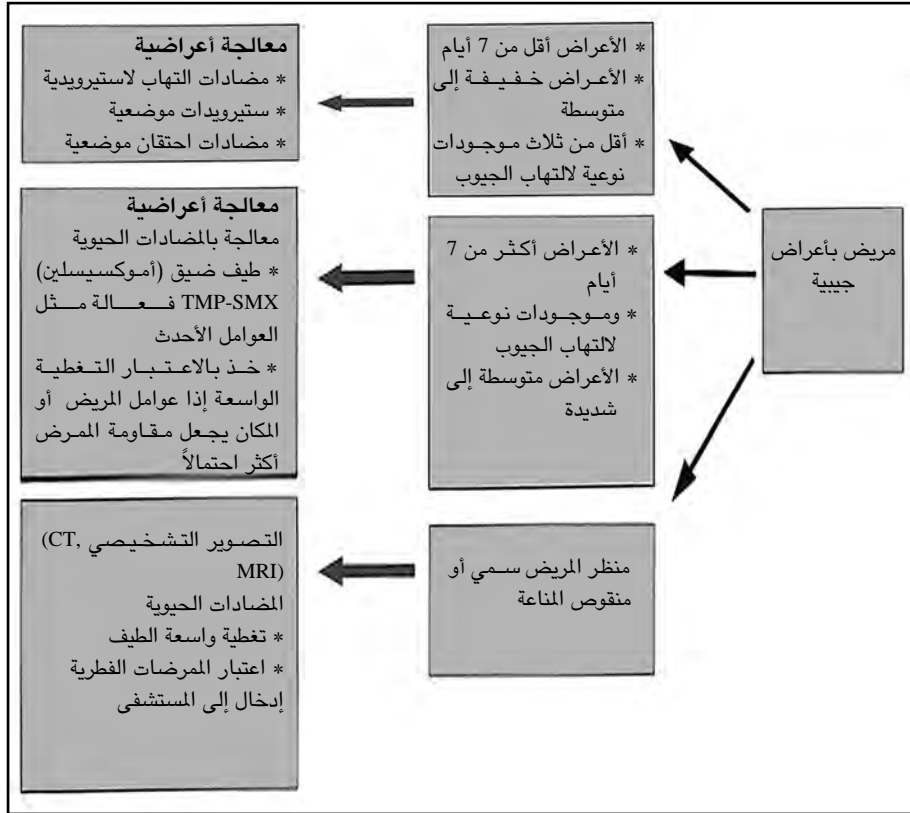 مريض بأعراض
جيبية
* الأعراض أقل من 7 أيام
* الأعراض خفيفة إلى
متوسطة
* أقل من ثلاث موجودات
نوعية لالتهاب الجيوب
معالجة أعراضية
* مضادات التهاب لاستيرويدية
* ستيرويدات موضعية
* مضادات احتقان موضعية
* الأعراض أكثر من 7
أيام
* وموجودات نوعية
لالتهاب الجيوب
* الأعراض متوسطة إلى
شديدة
معالجة أعراضية
معالجة بالمضادات الحيوية
* طيف ضيق (أموكسيسلين)
TMP-SMX فعالة مثل
العوامل الأحدث
* خذ بالاعتبار التغطية
الواسعة إذا عوامل المريض أو
المكان يجعل مقاومة الممرض
أكثر احتمالاً
منظر المريض سمي أو
منقوص المناعة
التصوير التشخيصي (CT,
MRI)
المضادات الحيوية
* تغطية واسعة الطيف
* اعتبار الممرضات الفطرية
إدخال إلى المستشفى